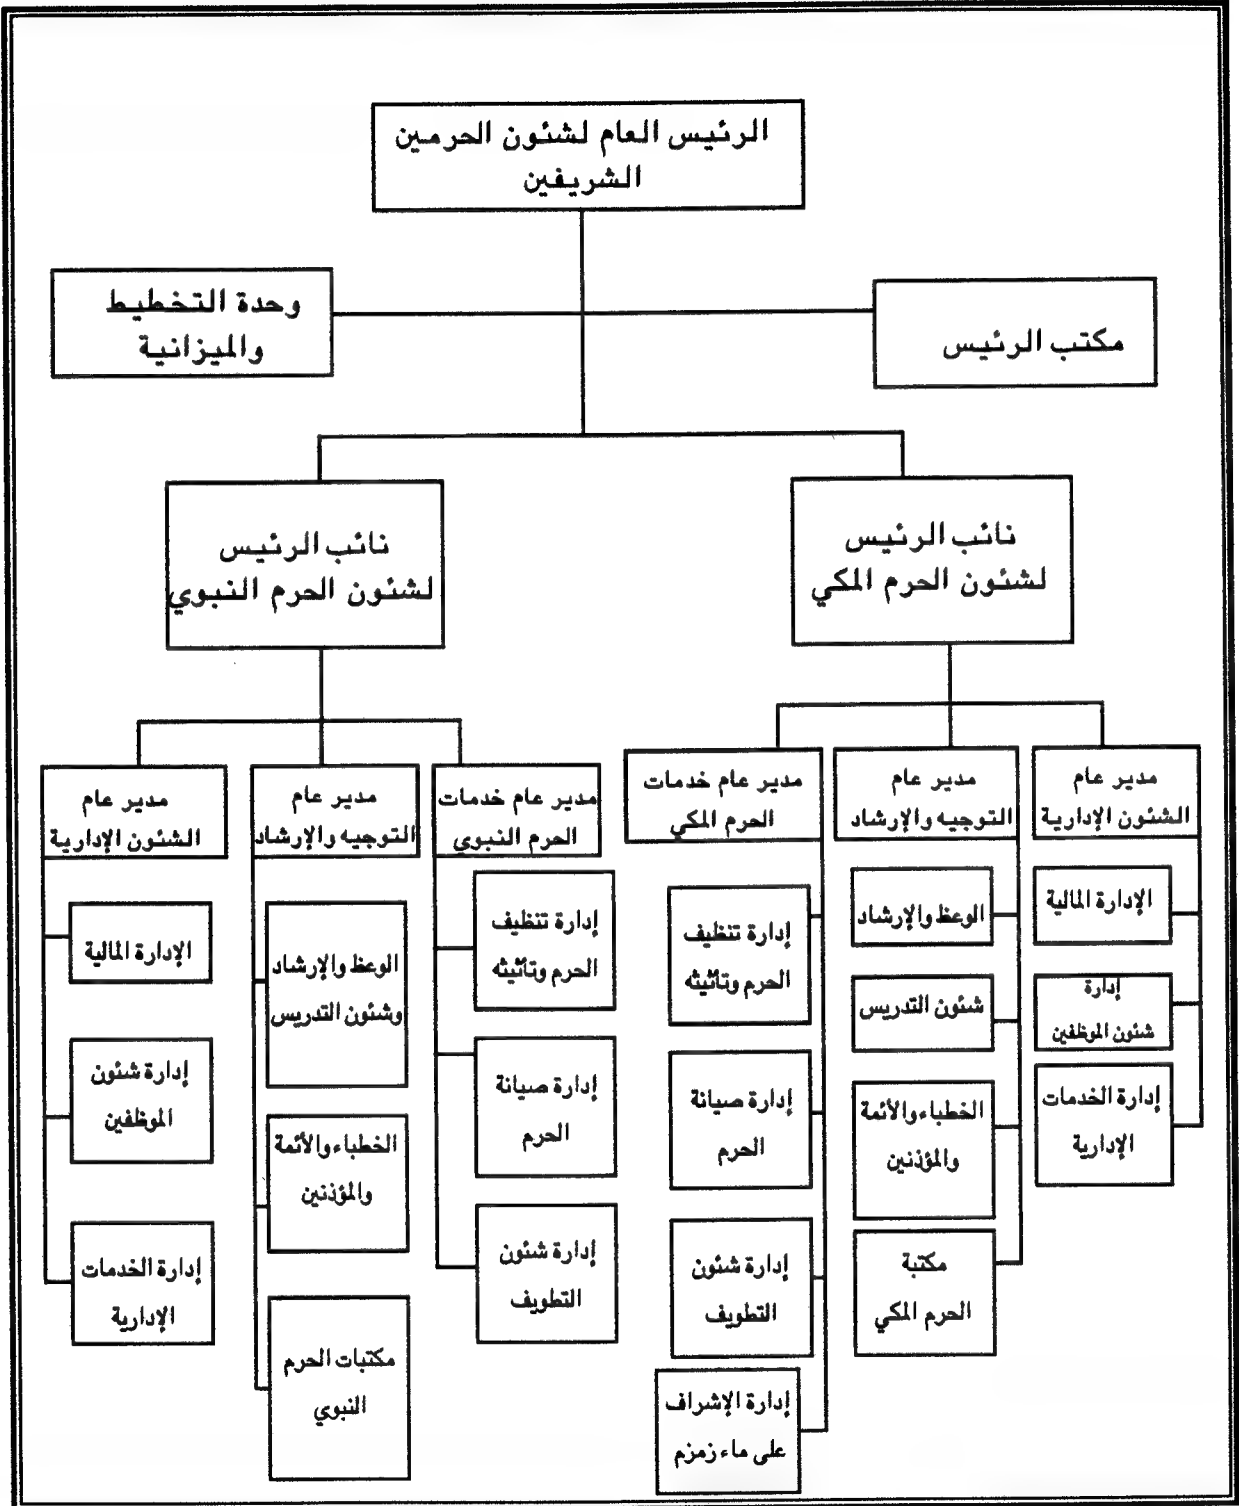 الرئيس العام لشئون الحرمين
الشريفين
مكتب الرئيس
وحدة التخطيط
والميزانية
نائب الرئيس
لشئون الحرم المكي
نائب الرئيس
لشئون الحرم النبوي
مدير عام
الشئون الإدارية
الإدارة المالية
إدارة
شئون الموظفين
إدارة الخدمات
الإدارية
مدير عام
التوجيه والإرشاد
الوعظ والإرشاد
شئون التدريس
الخطباء والأئمة
والمؤذنين
مكتبة
الحرم المكي
مدير عام خدمات
الحرم المكي
إدارة تنظيف
الحرم وتأثيثه
إدارة صيانة
الحرم
إدارة شئون
التطويف
إدارة الإشراف
على ماء زمزم
مدير عام خدمات
الحرم النبوي
إدارة تنظيف
الحرم وتأثيثه
إدارة صيانة
الحرم
إدارة شئون
التطويف
مدير عام
التوجيه والإرشاد
الوعظ والإرشاد
وشئون التدريس
الخطباء والأئمة
والمؤذنين
مكتبات الحرم
النبوي
مدير عام
الشئون الإدارية
الإدارة المالية
إدارة شئون
الموظفين
إدارة الخدمات
الإدارية